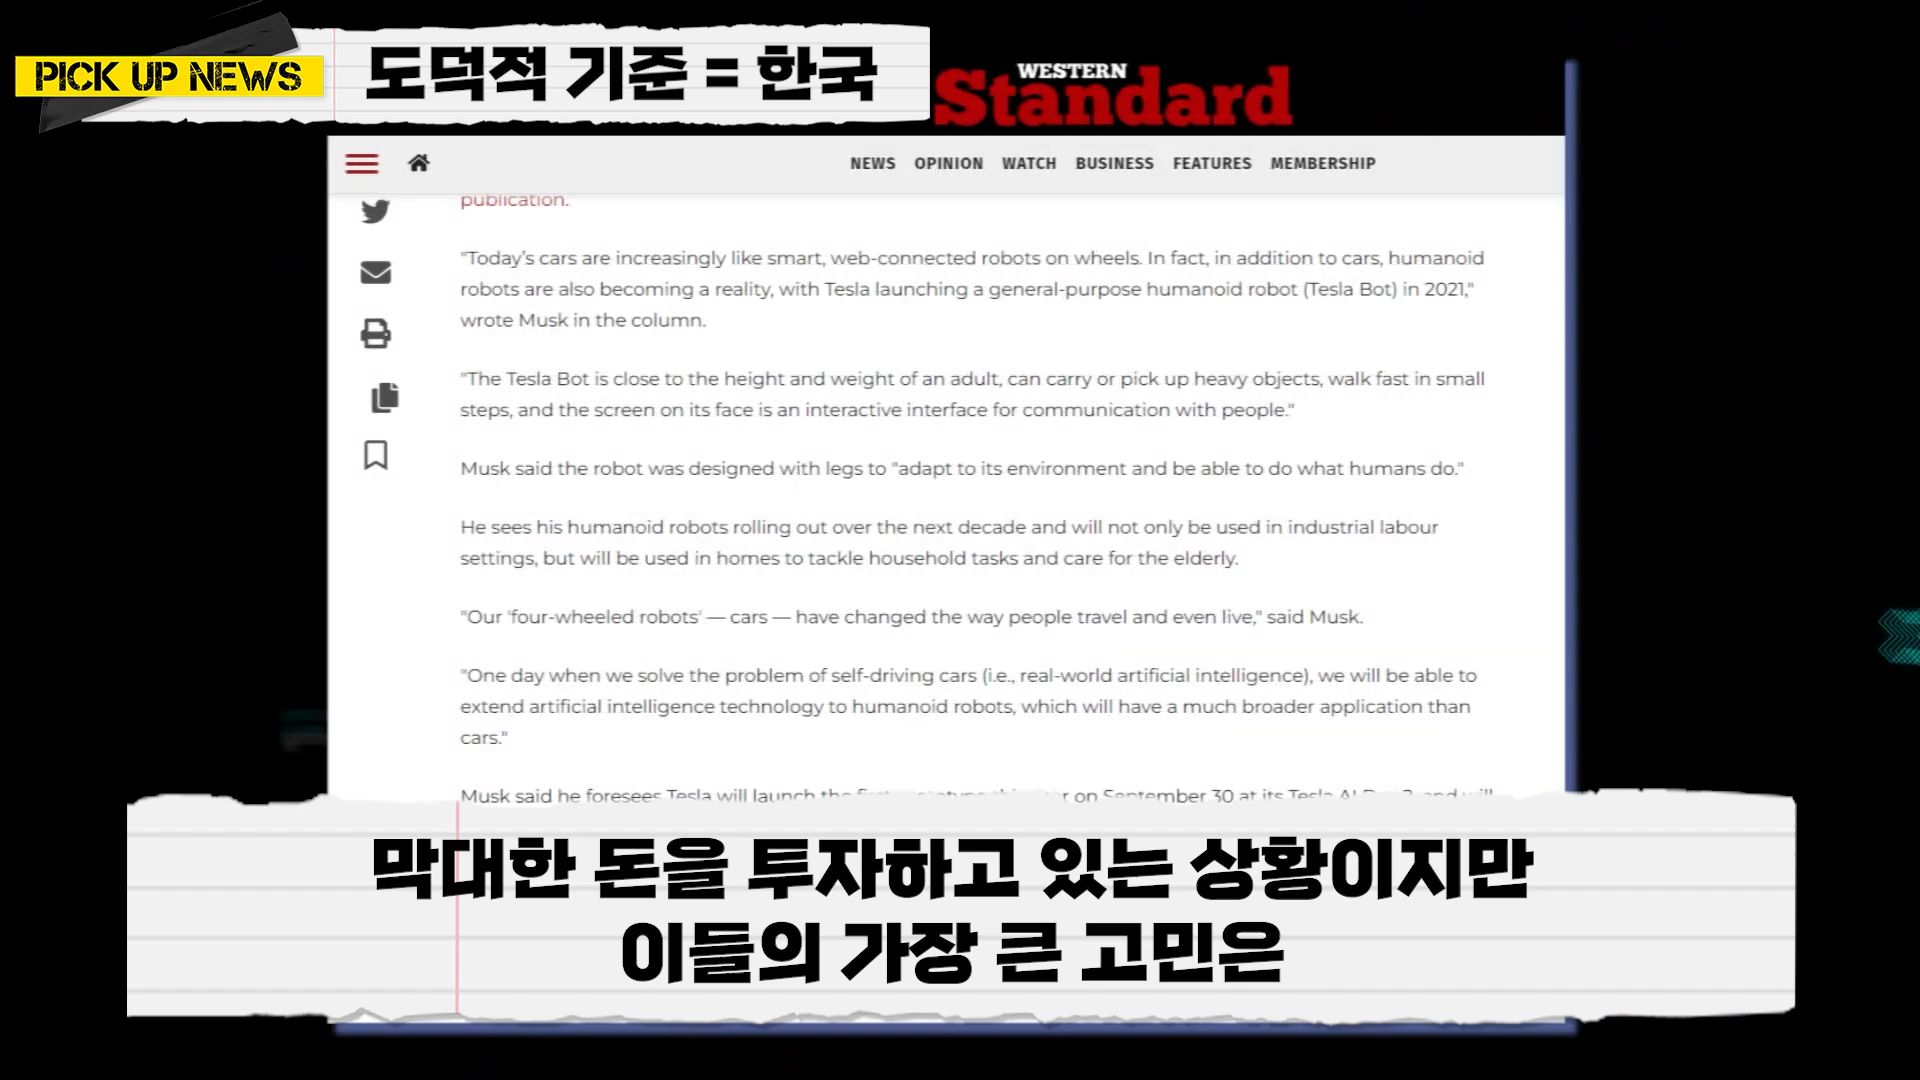 PICK UP NEWS
도덕적 기준 = 한국
WESTERN
Standard
NEWS OPINION WATCH BUSINESS FEATURES MEMBERSHIP
publication.
"Today's cars are increasingly like smart, web-connected robots on wheels. In fact, in addition to cars, humanoid
robots are also becoming a reality, with Tesla launching a general-purpose humanoid robot (Tesla Bot) in 2021,"
wrote Musk in the column.
"The Tesla Bot is close to the height and weight of an adult, can carry or pick up heavy objects, walk fast in small
steps, and the screen on its face is an interactive interface for communication with people."
Musk said the robot was designed with legs to "adapt to its environment and be able to do what humans do."
He sees his humanoid robots rolling out over the next decade and will not only be used in industrial labour
settings, but will be used in homes to tackle household tasks and care for the elderly.
"Our 'four-wheeled robots' — cars — have changed the way people travel and even live," said Musk.
"One day when we solve the problem of self-driving cars (i.e., real-world artificial intelligence), we will be able to
extend artificial intelligence technology to humanoid robots, which will have a much broader application than
cars."
Musk said he foresees Tesla will launch the on September 30 at its Tesla AI and will
막대한 돈을 투자하고 있는 상황이지만
이들의 가장 큰 고민은